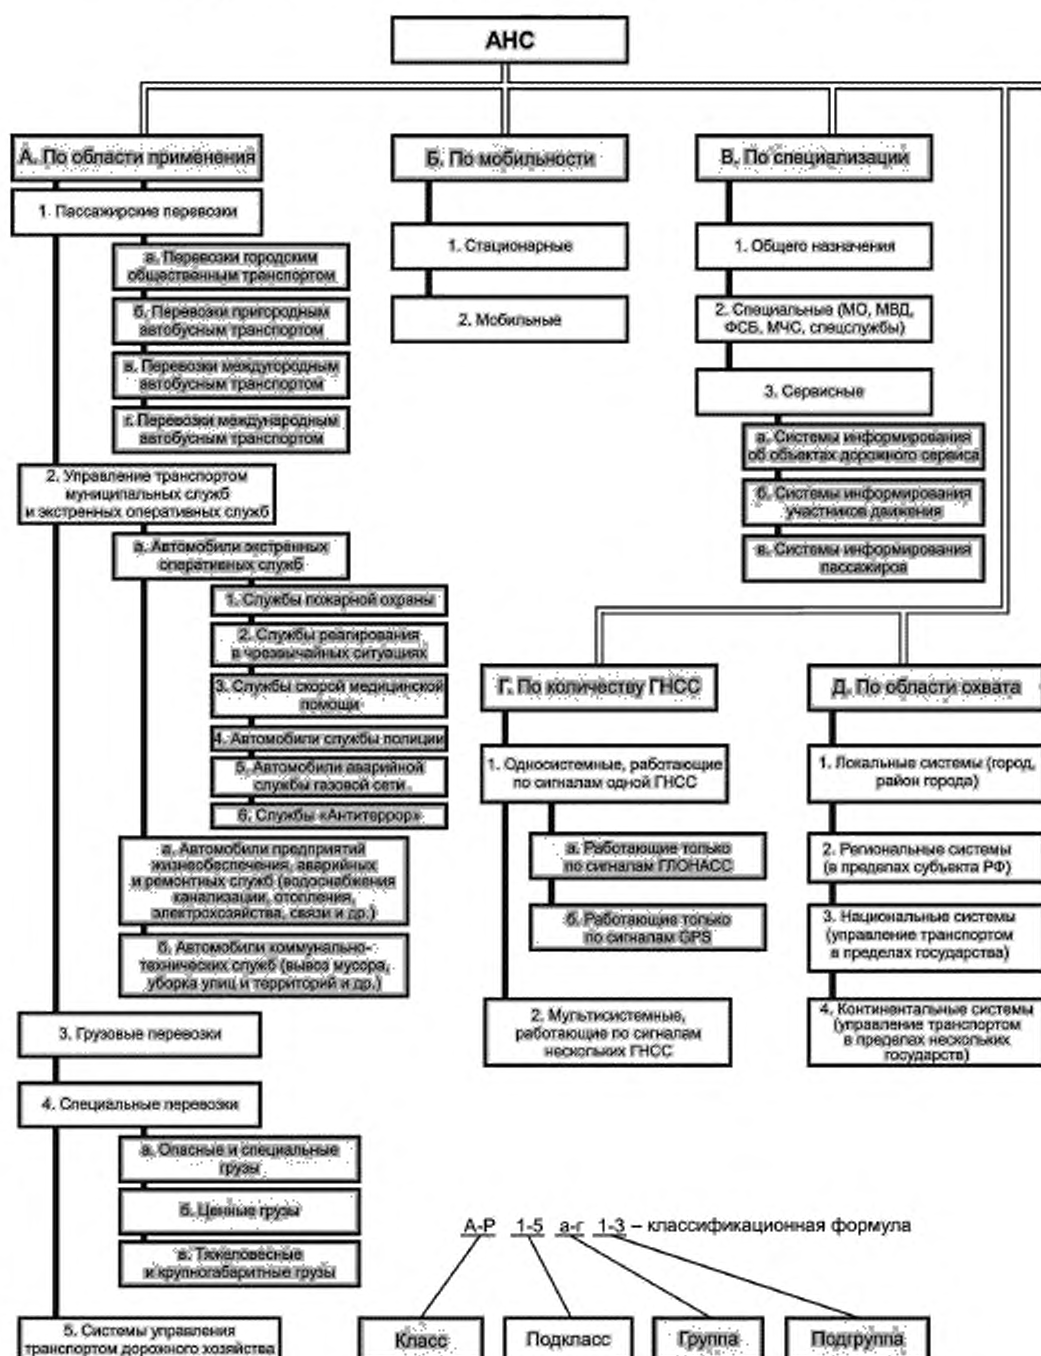 АНС
А. По области применения
1. Пассажирские перевозки
а. Перевозки городским
общественным транспортом
б. Перевозки пригородным
автобусным транспортом
в. Перевозки междугородным
автобусным транспортом
г. Перевозки международным
автобусным транспортом
2. Управление транспортом
муниципальных служб
и экстренных оперативных служб
а. Автомобили экстренных
оперативных служб
1. Службы пожарной охраны
2. Службы реагирования
в чрезвычайных ситуациях
3. Службы скорой медицинской
помощи
4. Автомобили службы полиции
5. Автомобили аварийной
службы газовой сети
6. Службы «Антитеррор»
а. Автомобили предприятий
жизнеобеспечения, аварийных
и ремонтных служб (водоснабжения
канализации, отопления,
электрохозяйства, связи и др.)
б. Автомобили коммунально-
технических служб (вывоз мусора,
уборка улиц и территорий и др.)
3. Грузовые перевозки
4. Специальные перевозки
а. Опасные и специальные
грузы
б. Ценные грузы
в. Тяжеловесные
и крупногабаритные грузы
5. Системы управления
транспортом дорожного хозяйства
Б. По мобильности
1. Стационарные
2. Мобильные
В. По специализации
1. Общего назначения
2. Специальные (МО, МВД,
ФСБ, МЧС, спецслужбы)
3. Сервисные
а. Системы информирования
об объектах дорожного сервиса
б. Системы информирования
участников движения
в. Системы информирования
пассажиров
Г. По количеству ГНСС
1. Односистемные, работающие
по сигналам одной ГНСС
а. Работающие только
по сигналам ГЛОНАСС
б. Работающие только
по сигналам GPS
2. Мультисистемные,
работающие по сигналам
нескольких ГНСС
Д. По области охвата
1. Локальные системы (город,
район города)
2. Региональные системы
(в пределах субъекта РФ)
3. Национальные системы
(управление транспортом
в пределах государства)
4. Континентальные системы
(управление транспортом
в пределах нескольких
государств)
А-Р 1-5 а-г 1-3 – классификационная формула
Класс
Подкласс
Группа
Подгруппа